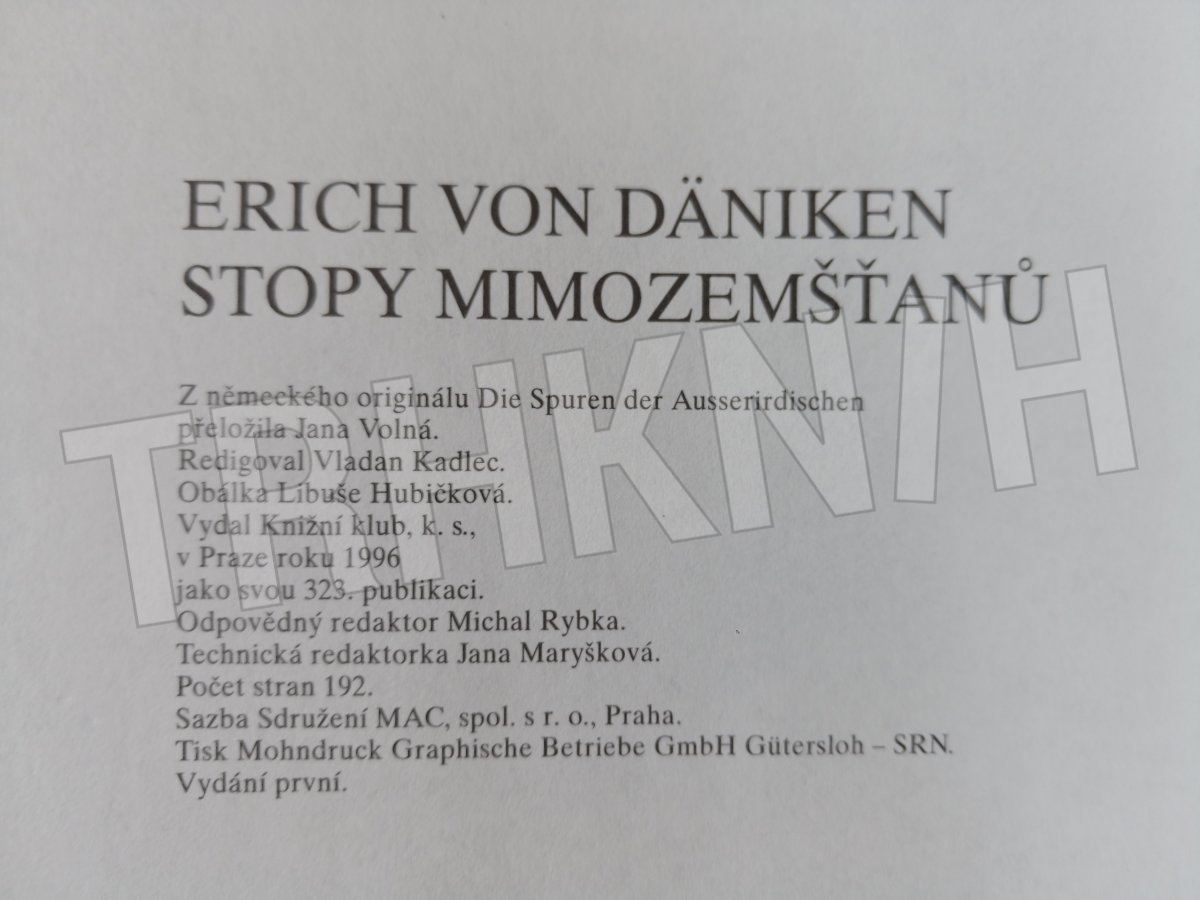 ERICH VON DÄNIKEN
STOPY MIMOZEMŠŤANŮ
Z německého originálu Die Spuren der Ausserirdischen
přeložila Jana Volná.
Redigoval Vladan Kadlec.
Obálka Libuše Hubičková.
Vydal Knižní klub, k. s.,
v Praze roku 1996
jako svou 323. publikaci.
Odpovědný redaktor Michal Rybka.
Technická redaktorka Jana Maryšková.
Počet stran 192.
Sazba Sdružení MAC, spol. s r. o., Praha.
Tisk Mohndruck Graphische Betriebe GmbH Gütersloh – SRN.
Vydání první.
TRHKNIH